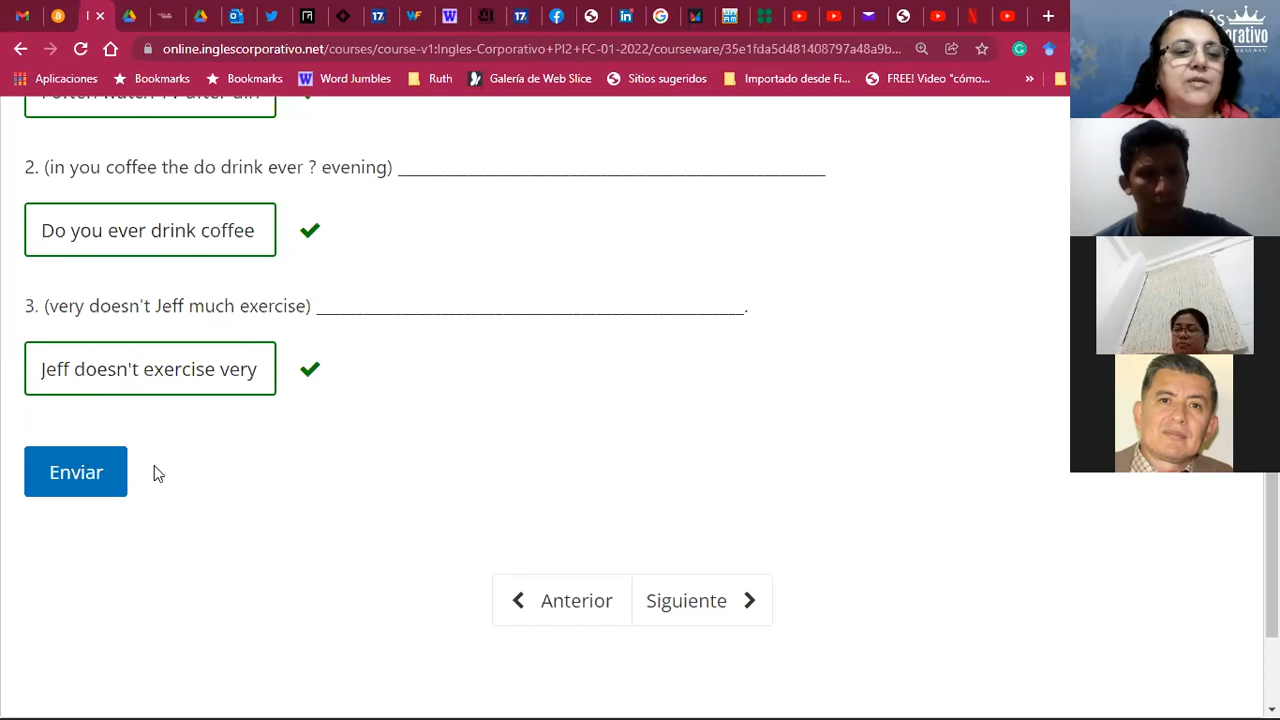 online.inglescorporativo.net/courses/course-v1:Ingles-Corporativo+PI2+FC-01-2022/courseware/35e1fda5d481408797a48a9b...
Aplicaciones Bookmarks Bookmarks Word Jumbles Ruth Galería de Web Slice Sitios sugeridos Importado desde Fi... FREE! Video "cómo... »
2. (in you coffee the do drink ever ? evening) ____________________________________________
Do you ever drink coffee
3. (very doesn't Jeff much exercise) ____________________________________________.
Jeff doesn't exercise very
Enviar
Anterior Siguiente